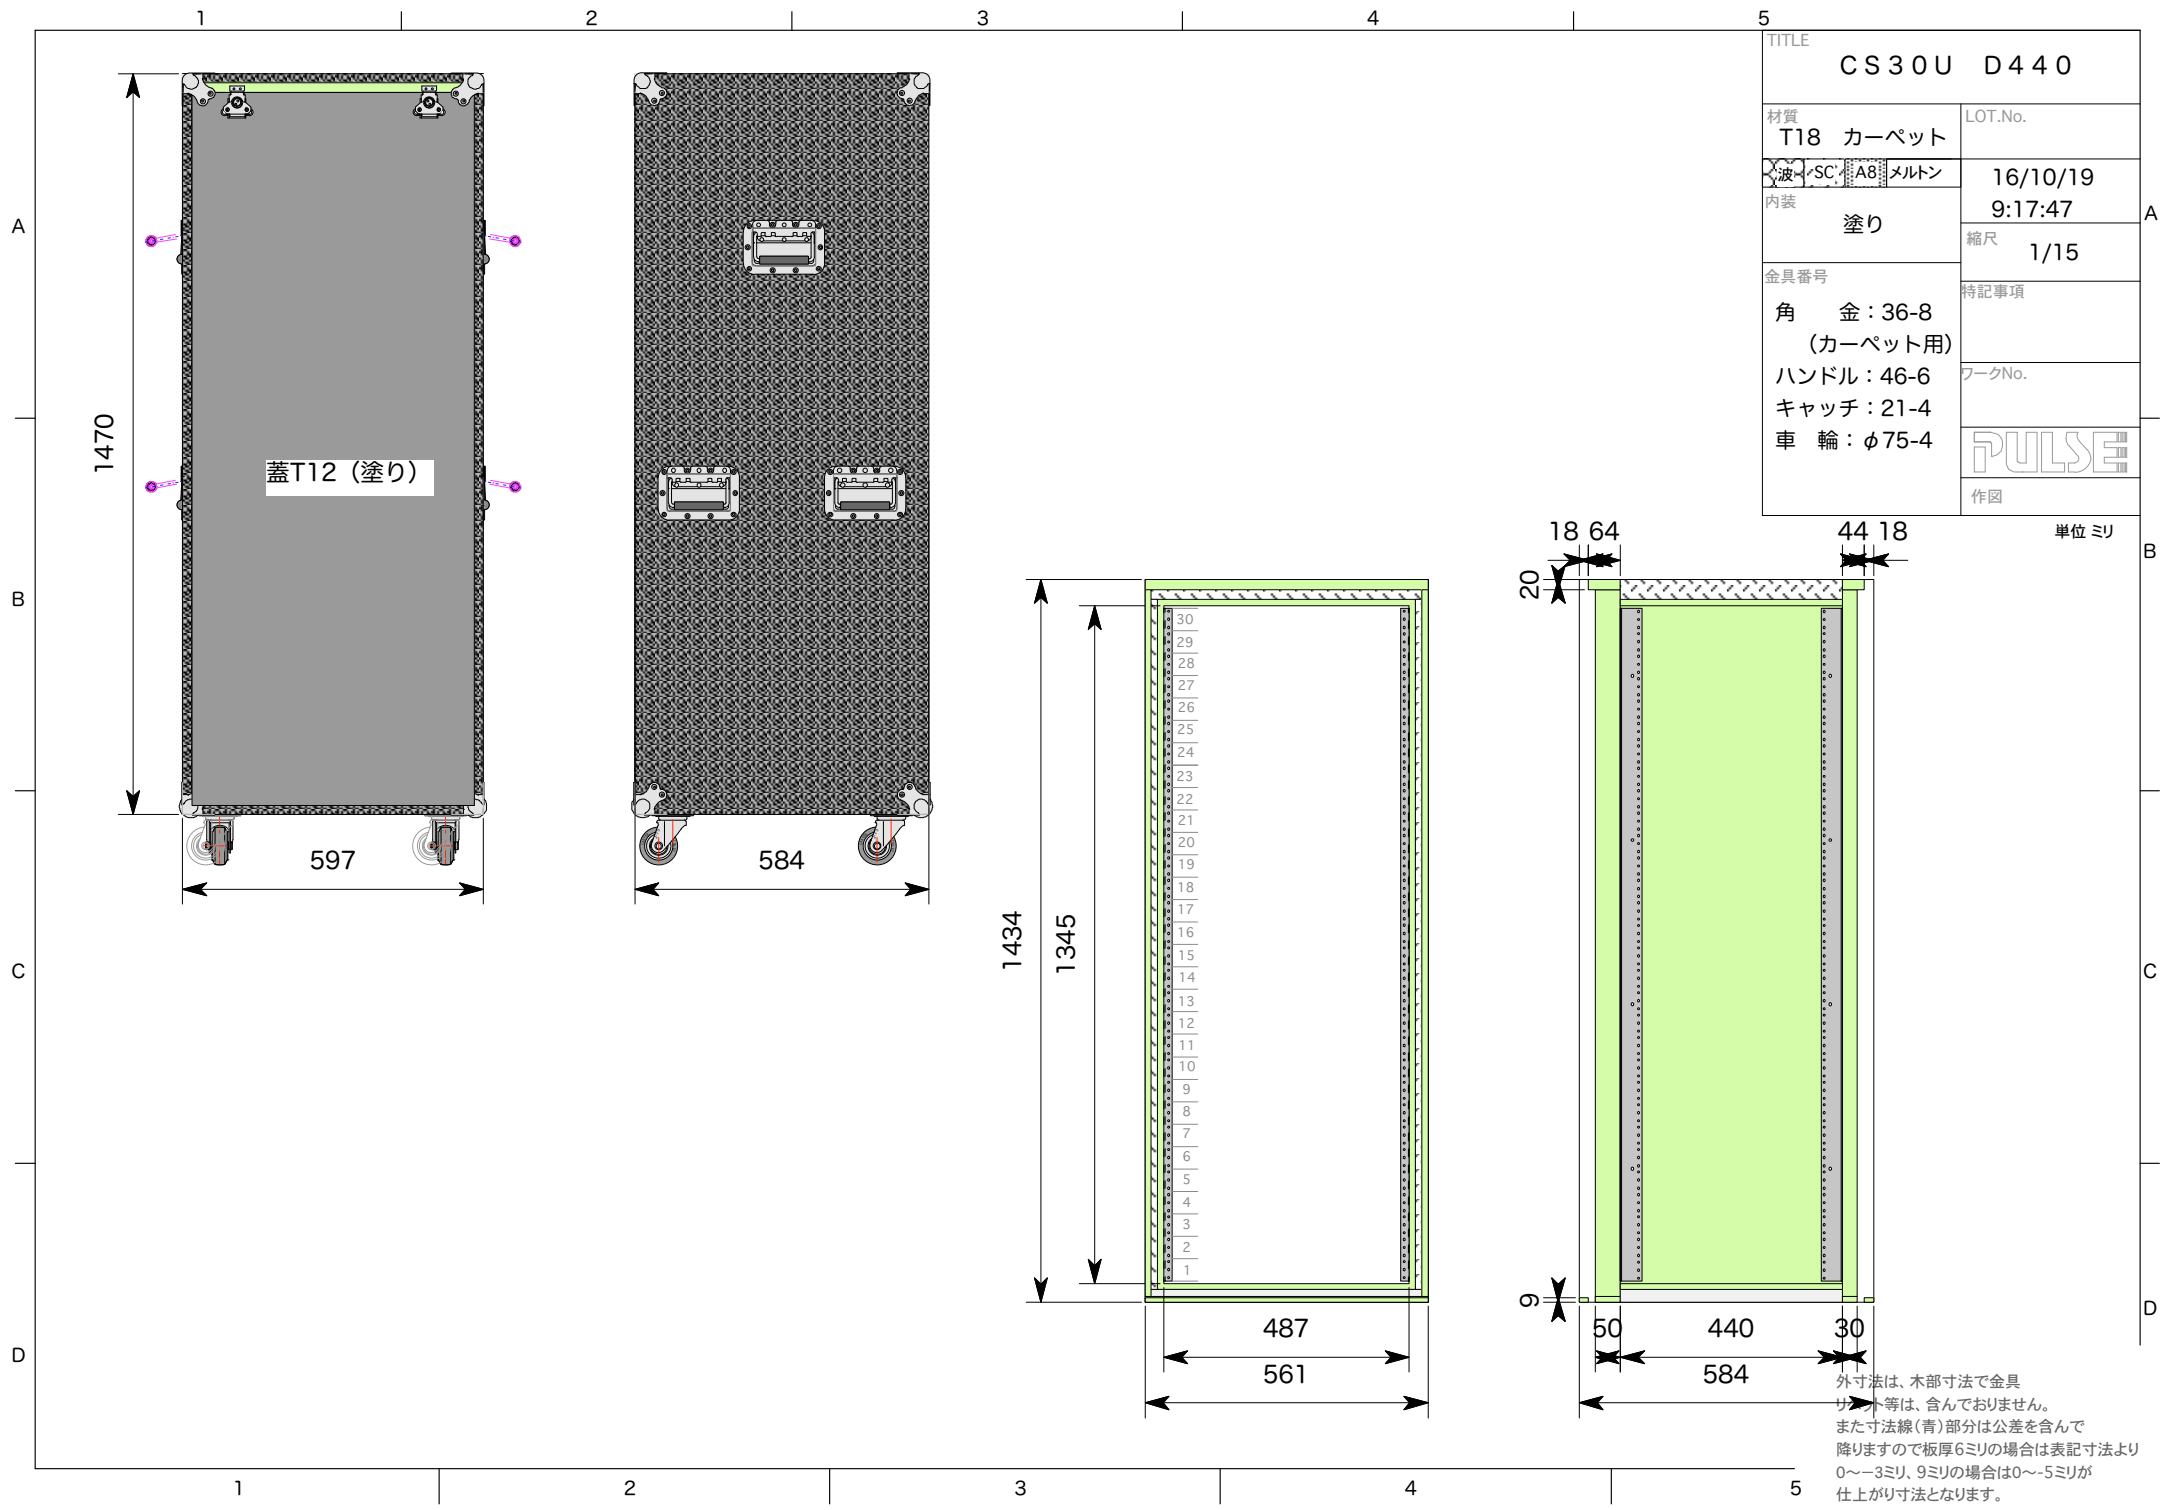 1 2 3 4 5
TITLE
CS30U D440
材質
T18 カーペット
LOT.No.
波 SC A8 メルトン
16/10/19
9:17:47
内装
塗り
縮尺
1/15
金具番号
特記事項
角 金：36-8
（カーペット用）
ハンドル：46-6
ワークNo.
キャッチ：21-4
車 輪：φ75-4
PULSE
作図
単位 ミリ
A
A
B
B
C
C
D
D
1470
蓋T12（塗り）
597
584
18 64
44 18
20
1434
1345
30
29
28
27
26
25
24
23
22
21
20
19
18
17
16
15
14
13
12
11
10
9
8
7
6
5
4
3
2
1
9
487
561
50 440 30
584
外寸法は、木部寸法で金具
リベット等は、含んでおりません。
また寸法線（青）部分は公差を含んで
降りますので板厚6ミリの場合は表記寸法より
0〜−3ミリ、9ミリの場合は0〜-5ミリが
仕上がり寸法となります。
1 2 3 4 5